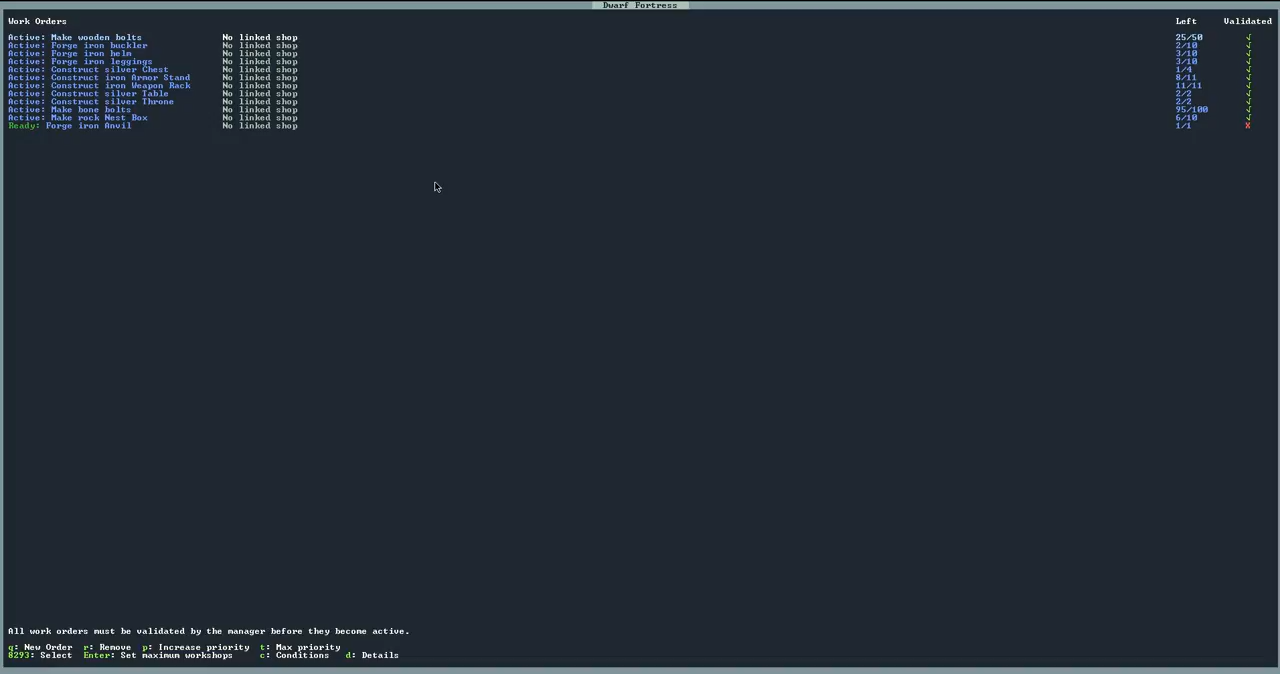 Dwarf Fortress
Work Orders Left Validated
Active: Make wooden bolts No linked shop 25/50 √
Active: Forge iron buckler No linked shop 2/10 √
Active: Forge iron helm No linked shop 3/10 √
Active: Forge iron leggings No linked shop 3/10 √
Active: Construct silver Chest No linked shop 1/4 √
Active: Construct iron Armor Stand No linked shop 8/11 √
Active: Construct iron Weapon Rack No linked shop 11/11 √
Active: Construct silver Table No linked shop 2/2 √
Active: Construct silver Throne No linked shop 2/2 √
Active: Make bone bolts No linked shop 95/100 √
Active: Make rock Nest Box No linked shop 6/10 √
Ready: Forge iron Anvil No linked shop 1/1 X
All work orders must be validated by the manager before they become active.
q: New Order r: Remove p: Increase priority t: Max priority
8293: Select Enter: Set maximum workshops c: Conditions d: Details